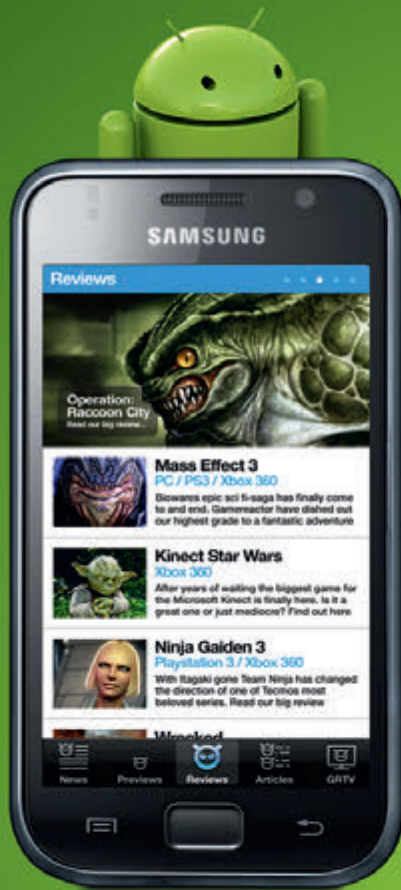 SAMSUNG
Reviews
Operation:
Raccoon City
Read our big review...
Mass Effect 3
PC / PS3 / Xbox 360
Biowares epic sci fi-saga has finally come
to and end. Gamereactor have dished out
our highest grade to a fantastic adventure
Kinect Star Wars
Xbox 360
After years of waiting the biggest game for
the Microsoft Kinect is finally here. Is it a
great one or just mediocre? Find out here
Ninja Gaiden 3
Playstation 3 / Xbox 360
With Itagaki gone Team Ninja has changed
the direction of one of Tecmos most
beloved series. Read our big review
Wrecked
News Previews Reviews Articles GRTV